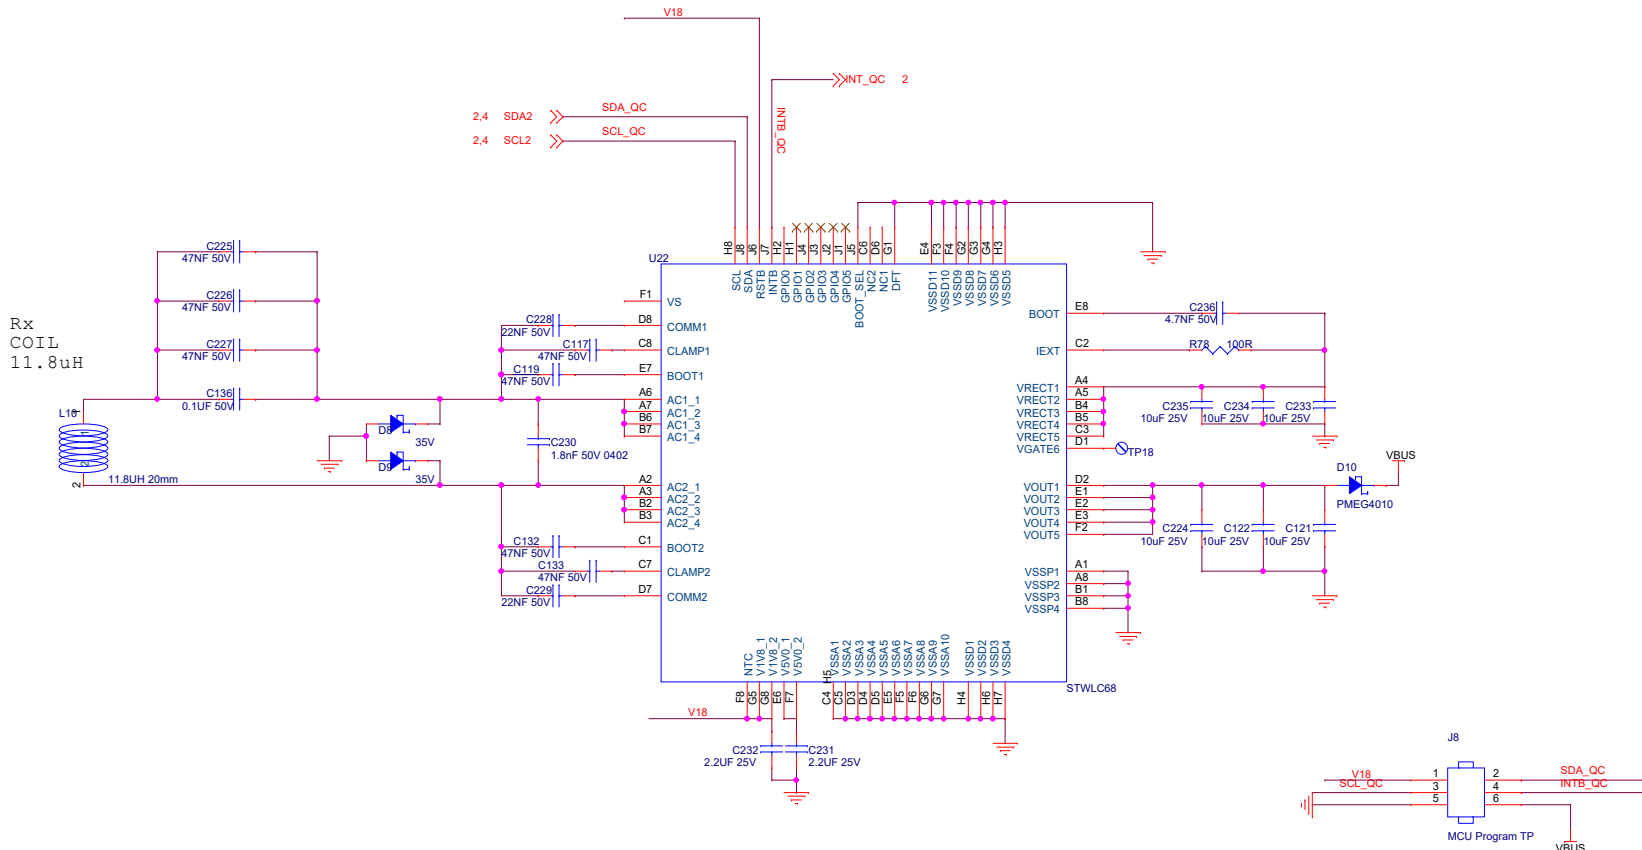 V18
INT_QC 2
2,4 SDA2
SDA_QC
2,4 SCL2
SCL_QC
INTB_QC
Rx
COIL
11.8uH
C225
47NF 50V
C226
47NF 50V
C227
47NF 50V
C136
0.1UF 50V
L16
1
1
2
2
11.8UH 20mm
D8
35V
D9
35V
C228
22NF 50V
C117
47NF 50V
C119
47NF 50V
C230
1.8nF 50V 0402
C132
47NF 50V
C133
47NF 50V
C229
22NF 50V
U22
H8
J8
J6
J7
H2
H1
J4
J3
J2
J1
J5
C6
D6
G1
E4
F3
F4
G2
G3
G4
H3
SCL
SDA
RSTB
INTB
GPIO0
GPIO1
GPIO2
GPIO3
GPIO4
GPIO5
BOOT_SEL
NC2
NC1
DFT
VSSD11
VSSD10
VSSD9
VSSD8
VSSD7
VSSD6
VSSD5
F1 VS
D8 COMM1
C8 CLAMP1
E7 BOOT1
A6 AC1_1
A7 AC1_2
B6 AC1_3
B7 AC1_4
A2 AC2_1
A3 AC2_2
B2 AC2_3
B3 AC2_4
C1 BOOT2
C7 CLAMP2
D7 COMM2
BOOT E8
IEXT C2
VRECT1 A4
VRECT2 A5
VRECT3 B4
VRECT4 B5
VRECT5 C3
VGATE6 D1
VOUT1 D2
VOUT2 E1
VOUT3 E2
VOUT4 E3
VOUT5 F2
VSSP1 A1
VSSP2 A8
VSSP3 B1
VSSP4 B8
NTC
V1V8_1
V1V8_2
V5V0_1
V5V0_2
VSSA1
VSSA2
VSSA3
VSSA4
VSSA5
VSSA6
VSSA7
VSSA8
VSSA9
VSSA10
VSSD1
VSSD2
VSSD3
VSSD4
F8
G5
G8
E6
F7
C4
H5
C5
D3
D4
D5
E5
F5
F6
G6
G7
H4
H6
H7
STWLC68
C236
4.7NF 50V
R78 100R
C235
10uF 25V
C234
10uF 25V
C233
10uF 25V
TP18
VBUS
D10
PMEG4010
C224
10uF 25V
C122
10uF 25V
C121
10uF 25V
V18
C232
2.2UF 25V
C231
2.2UF 25V
J8
V18 1 2 SDA_QC
SCL_QC 3 4 INTB_QC
5 6
MCU Program TP
VBUS